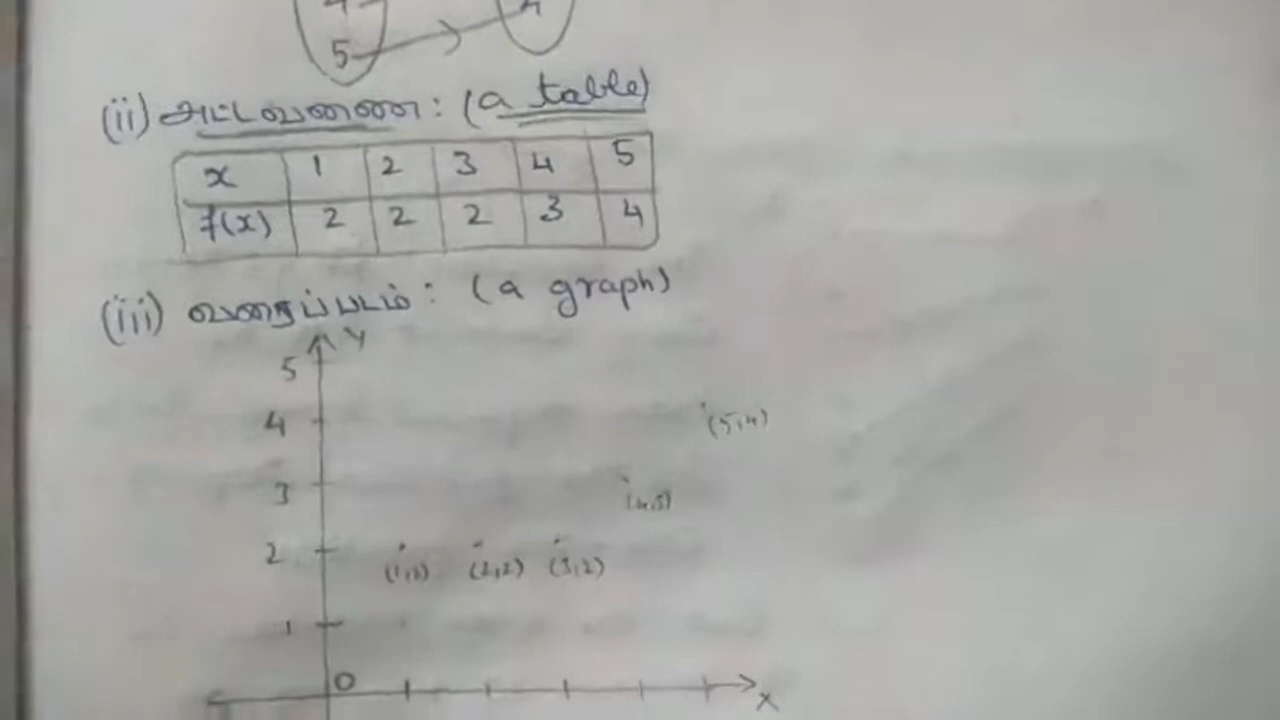 4
5
(ii) அட்டவணை: (a table)
x 1 2 3 4 5
f(x) 2 2 2 3 4
(iii) வரைப்படம்: (a graph)
Y
5
4 (5,4)
3 (4,3)
2 (1,2) (2,2) (3,2)
1
O
X